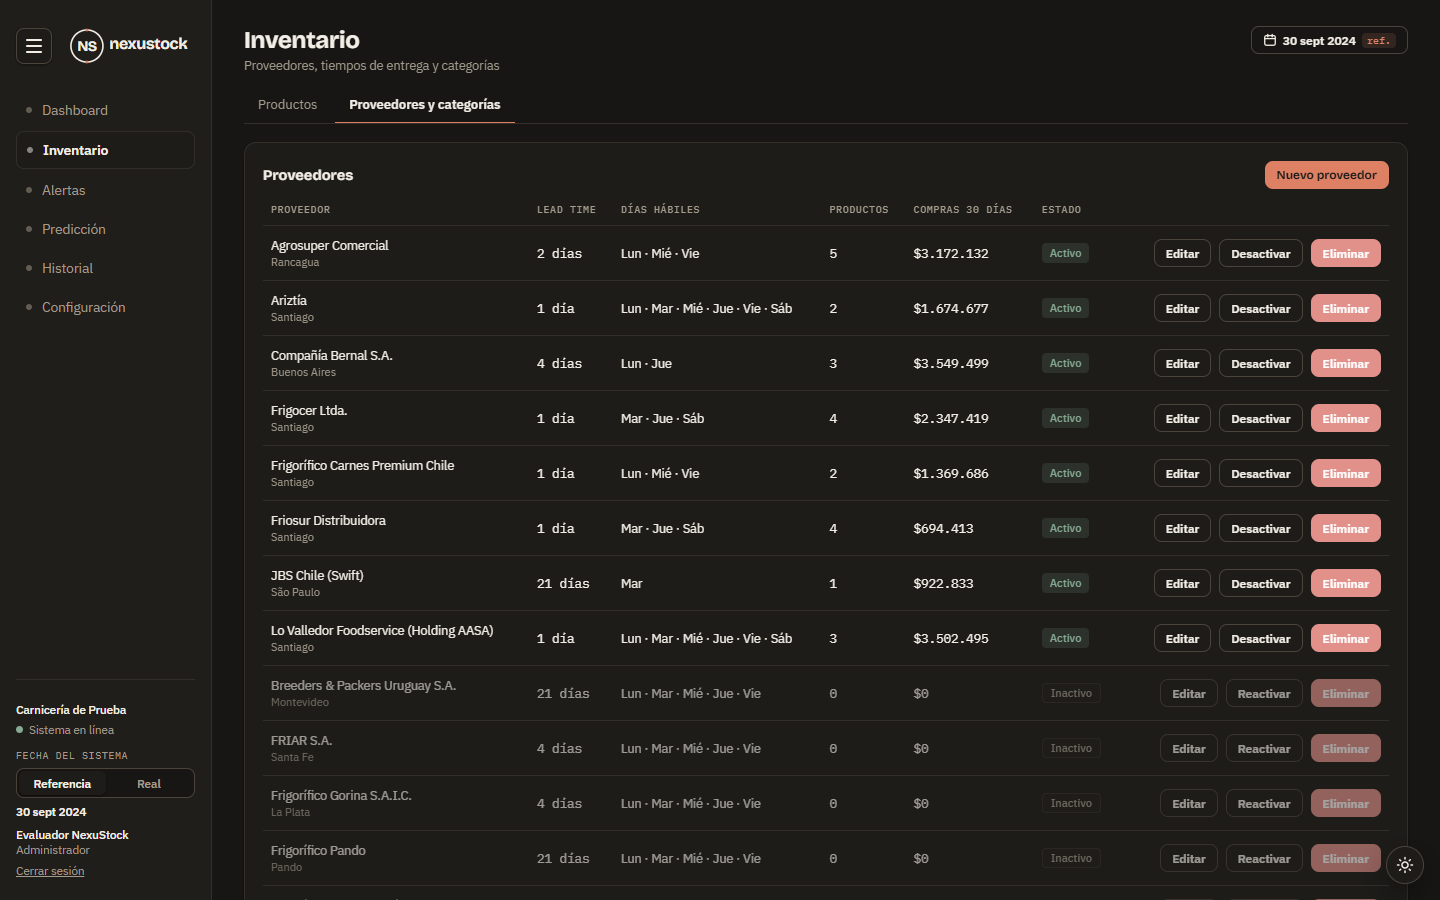 NS nexustock
Dashboard
Inventario
Alertas
Predicción
Historial
Configuración
Carnicería de Prueba
Sistema en línea
FECHA DEL SISTEMA
Referencia Real
30 sept 2024
Evaluador NexuStock
Administrador
Cerrar sesión
Inventario
Proveedores, tiempos de entrega y categorías
30 sept 2024 ref.
Productos Proveedores y categorías
Proveedores
Nuevo proveedor
PROVEEDOR LEAD TIME DÍAS HÁBILES PRODUCTOS COMPRAS 30 DÍAS ESTADO
Agrosuper Comercial
Rancagua
2 días Lun · Mié · Vie 5 $3.172.132 Activo Editar Desactivar Eliminar
Ariztía
Santiago
1 día Lun · Mar · Mié · Jue · Vie · Sáb 2 $1.674.677 Activo Editar Desactivar Eliminar
Compañía Bernal S.A.
Buenos Aires
4 días Lun · Jue 3 $3.549.499 Activo Editar Desactivar Eliminar
Frigocer Ltda.
Santiago
1 día Mar · Jue · Sáb 4 $2.347.419 Activo Editar Desactivar Eliminar
Frigorífico Carnes Premium Chile
Santiago
1 día Lun · Mié · Vie 2 $1.369.686 Activo Editar Desactivar Eliminar
Friosur Distribuidora
Santiago
1 día Mar · Jue · Sáb 4 $694.413 Activo Editar Desactivar Eliminar
JBS Chile (Swift)
São Paulo
21 días Mar 1 $922.833 Activo Editar Desactivar Eliminar
Lo Valledor Foodservice (Holding AASA)
Santiago
1 día Lun · Mar · Mié · Jue · Vie · Sáb 3 $3.502.495 Activo Editar Desactivar Eliminar
Breeders & Packers Uruguay S.A.
Montevideo
21 días Lun · Mar · Mié · Jue · Vie 0 $0 Inactivo Editar Reactivar Eliminar
FRIAR S.A.
Santa Fe
4 días Lun · Mar · Mié · Jue · Vie 0 $0 Inactivo Editar Reactivar Eliminar
Frigorífico Gorina S.A.I.C.
La Plata
4 días Lun · Mar · Mié · Jue · Vie 0 $0 Inactivo Editar Reactivar Eliminar
Frigorífico Pando
Pando
21 días Lun · Mar · Mié · Jue · Vie 0 $0 Inactivo Editar Reactivar Eliminar